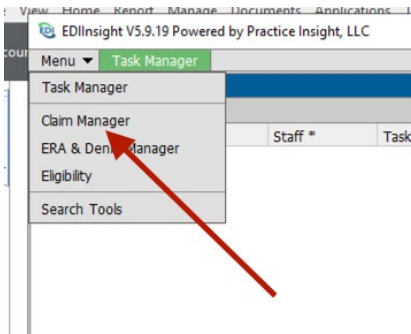 View Home Report Manage Documents Applications
EDIInsight V5.9.19 Powered by Practice Insight, LLC
Menu ▼ Task Manager
Task Manager
Claim Manager
Staff * Task
ERA & Manager
Eligibility
Search Tools